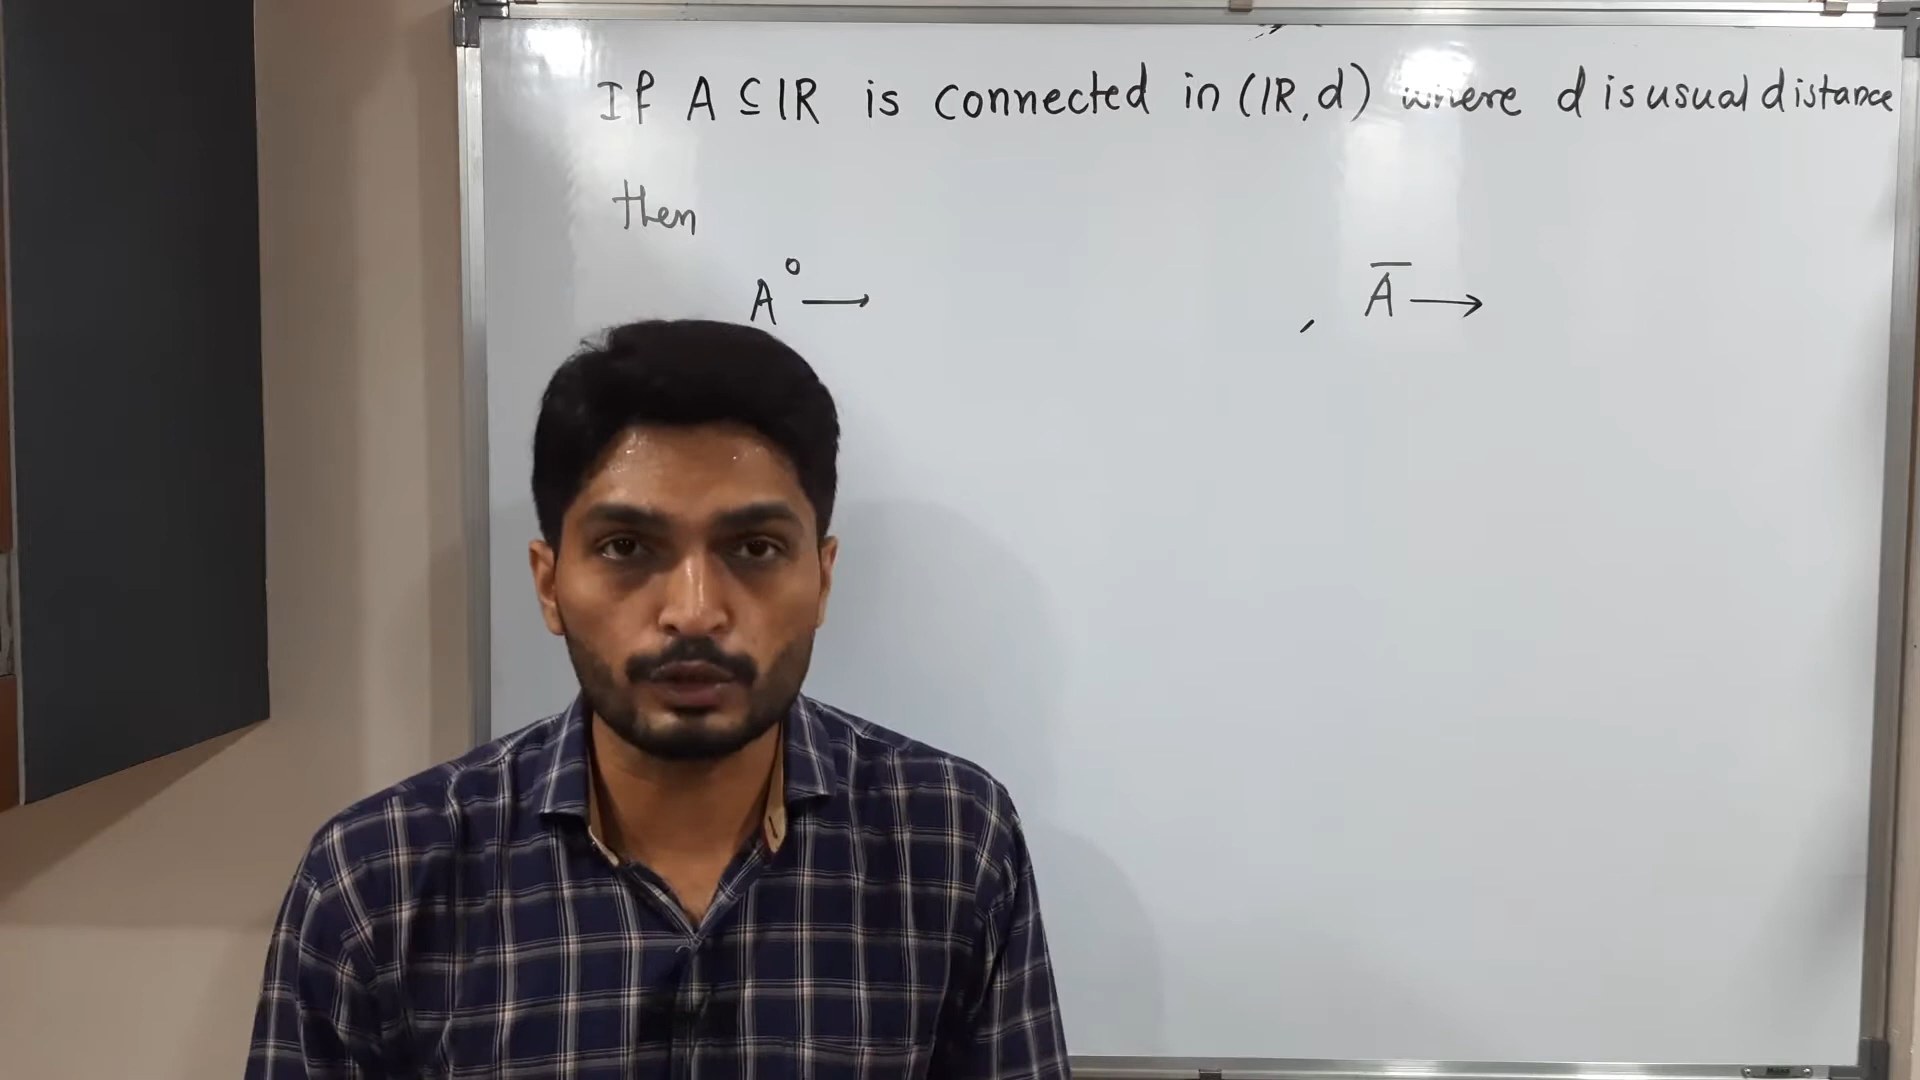 If A ⊆ IR is connected in (IR, d) where d is usual distance
then
A° → , A̅ →